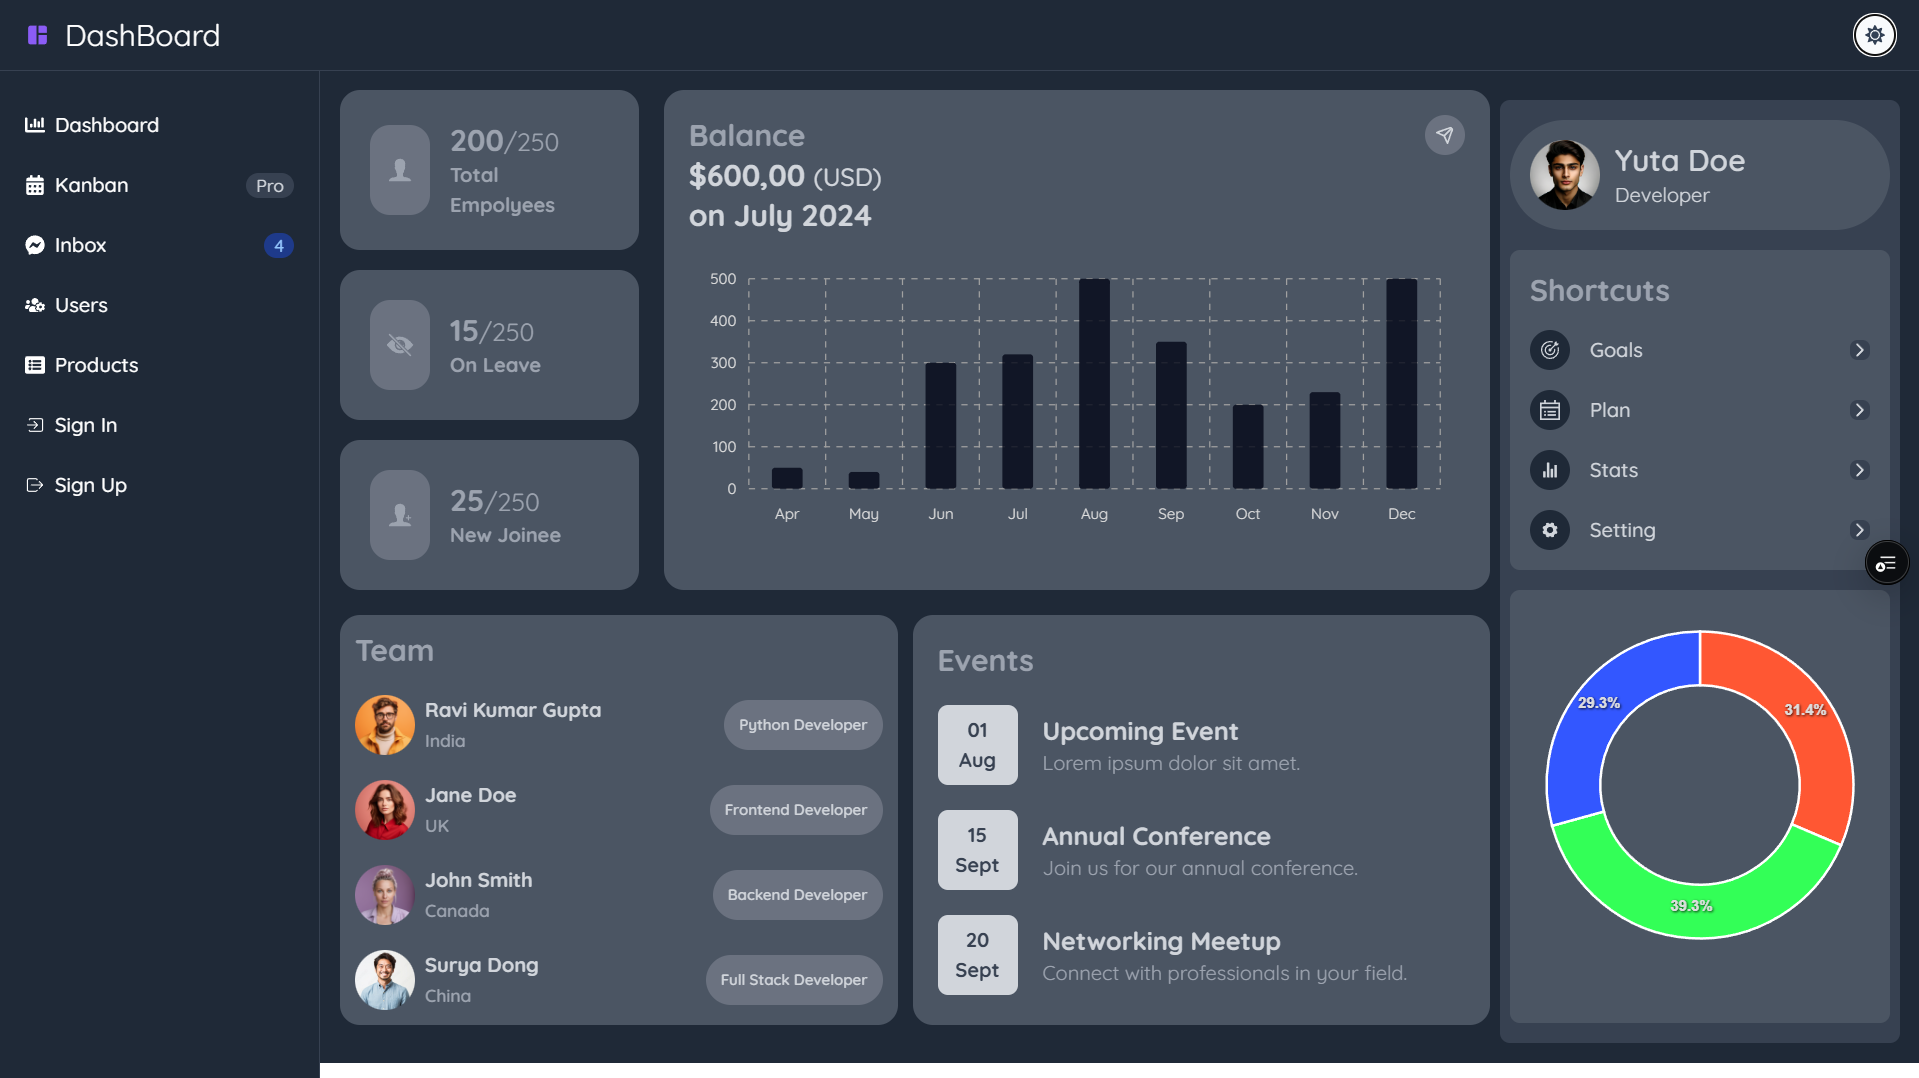 DashBoard
Dashboard
Kanban
Pro
Inbox
4
Users
Products
Sign In
Sign Up
200/250
Total
Empolyees
15/250
On Leave
25/250
New Joinee
Balance
$600,00 (USD)
on July 2024
500
400
300
200
100
0
Apr May Jun Jul Aug Sep Oct Nov Dec
Team
Ravi Kumar Gupta
India
Python Developer
Jane Doe
UK
Frontend Developer
John Smith
Canada
Backend Developer
Surya Dong
China
Full Stack Developer
Events
01
Aug
Upcoming Event
Lorem ipsum dolor sit amet.
15
Sept
Annual Conference
Join us for our annual conference.
20
Sept
Networking Meetup
Connect with professionals in your field.
Yuta Doe
Developer
Shortcuts
Goals
Plan
Stats
Setting
29.3%
31.4%
39.3%